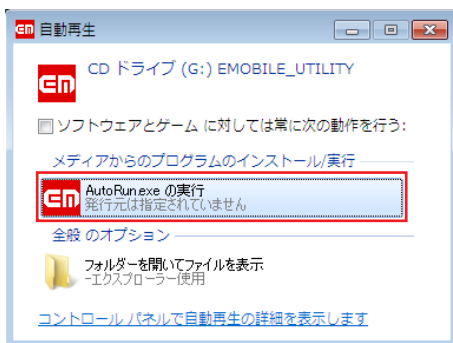 EM 自動再生
EM
CD ドライブ (G:) EMOBILE_UTILITY
ソフトウェアとゲーム に対しては常に次の動作を行う:
メディアからのプログラムのインストール/実行
EM
AutoRun.exe の実行
発行元は指定されていません
全般 のオプション
フォルダーを開いてファイルを表示
-エクスプローラー使用
コントロール パネルで自動再生の詳細を表示します